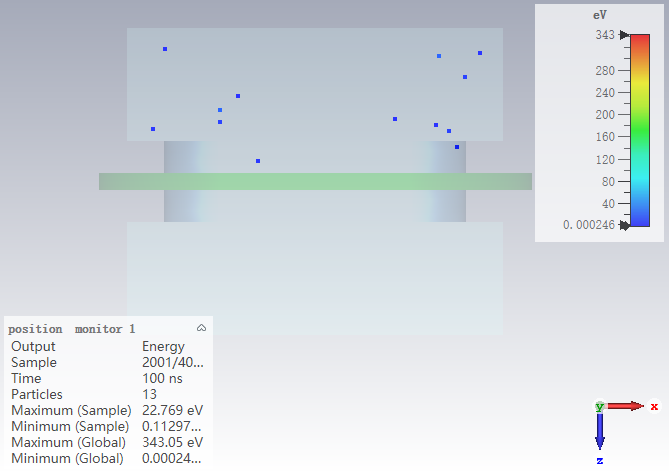 eV
343
280
240
200
160
120
80
40
0.000246
position monitor 1
Output Energy
Sample 2001/40...
Time 100 ns
Particles 13
Maximum (Sample) 22.769 eV
Minimum (Sample) 0.11297...
Maximum (Global) 343.05 eV
Minimum (Global) 0.00024...
y x
z